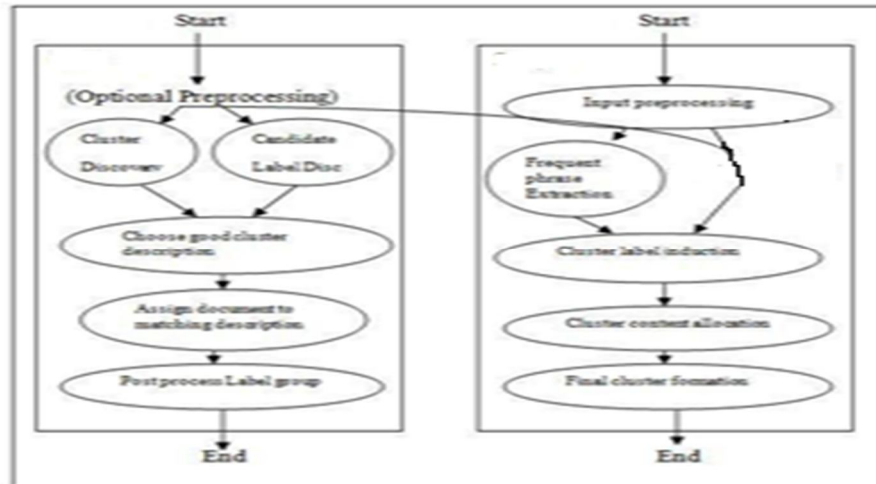 Start
(Optional Preprocessing)
Cluster
Discovery
Candidate
Label Disc
Choose good cluster
description
Assign document to
matching description
Post process Label group
End
Start
Input preprocessing
Frequent
phrase
Extraction
Cluster label induction
Cluster content allocation
Final cluster formation
End